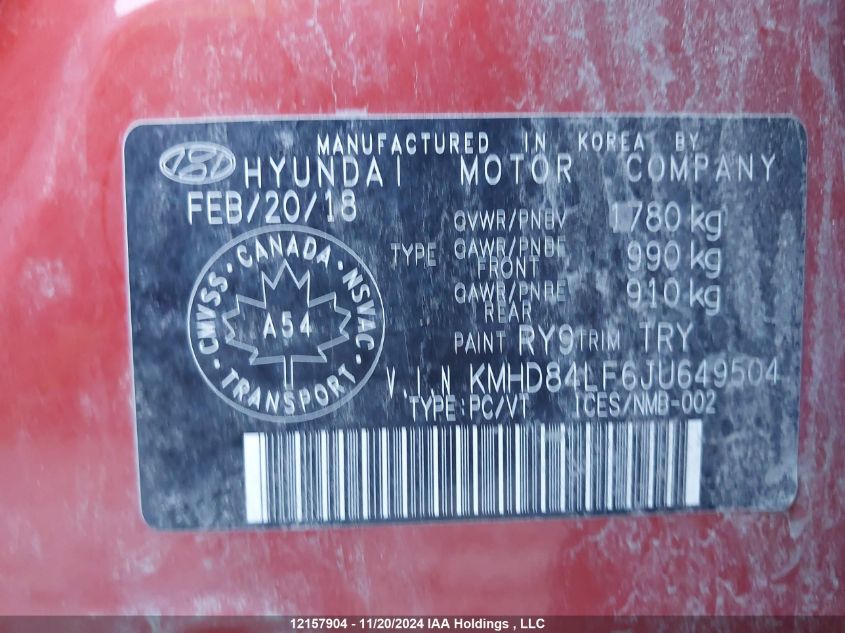 MANUFACTURED IN KOREA BY
HYUNDAI MOTOR COMPANY
FEB/20/18
GVWR/PNBV 1780 kg
TYPE GAWR/PNBE FRONT 990 kg
GAWR/PNBE REAR 910 kg
PAINT RY9 TRIM TRY
V.I.N KMHD84LF6JU649504
TYPE:PC/VT ICES/NMB-002
CMVSS · CANADA · NSVAC · TRANSPORT ·
A54
12157904 - 11/20/2024 IAA Holdings , LLC